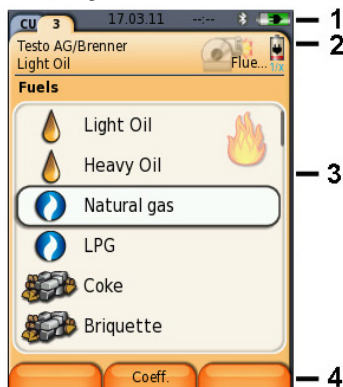 CU 3 17.03.11 --:-- 1
2
Testo AG/Brenner
Light Oil Flue... 1/x
Fuels
Light Oil
Heavy Oil
3
Natural gas
LPG
Coke
Briquette
Coeff. 4